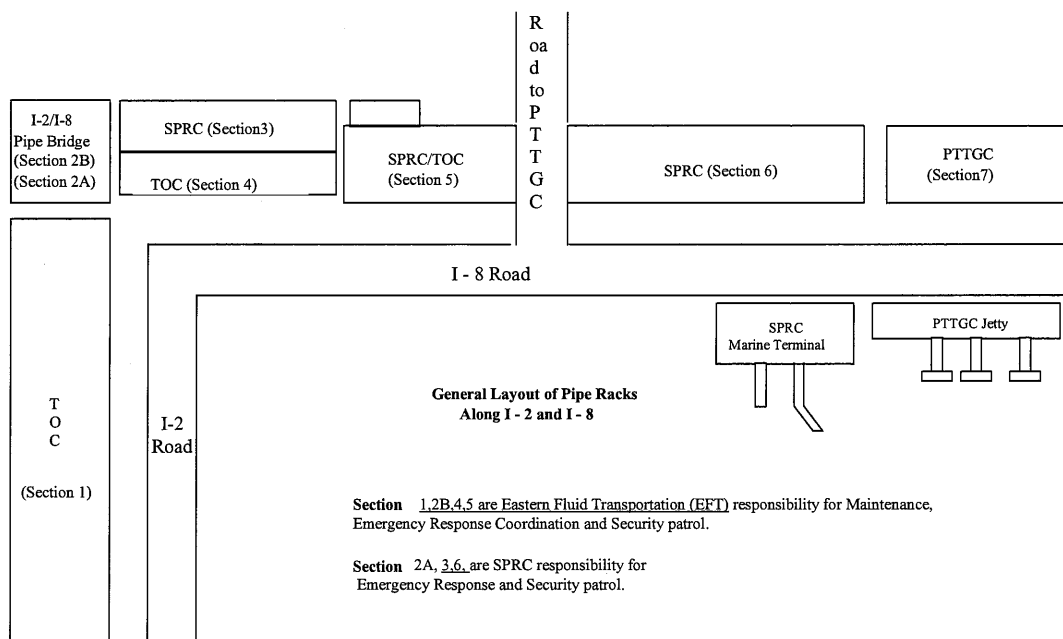 R
oa
d
to
P
T
T
G
C
I-2/I-8
Pipe Bridge
(Section 2B)
(Section 2A)
SPRC (Section3)
TOC (Section 4)
SPRC/TOC
(Section 5)
SPRC (Section 6)
PTTGC
(Section7)
I - 8 Road
SPRC
Marine Terminal
PTTGC Jetty
T
O
C
(Section 1)
I-2
Road
General Layout of Pipe Racks
Along I - 2 and I - 8
Section 1,2B,4,5 are Eastern Fluid Transportation (EFT) responsibility for Maintenance,
Emergency Response Coordination and Security patrol.
Section 2A, 3,6, are SPRC responsibility for
Emergency Response and Security patrol.